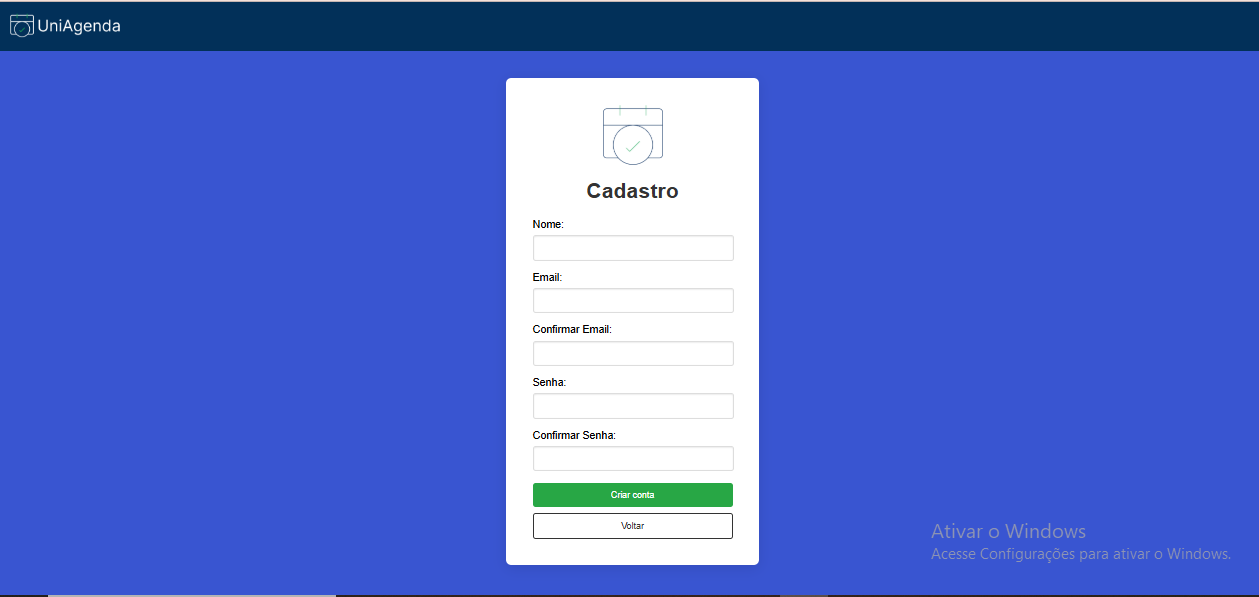 UniAgenda
Cadastro
Nome:
Email:
Confirmar Email:
Senha:
Confirmar Senha:
Criar conta
Voltar
Ativar o Windows
Acesse Configurações para ativar o Windows.